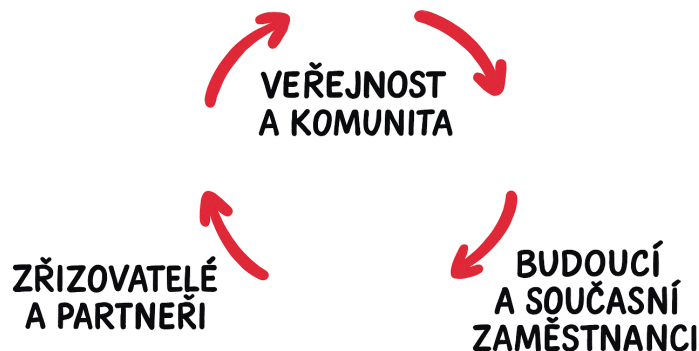 VEŘEJNOST
A KOMUNITA
ZŘIZOVATELÉ
A PARTNEŘI
BUDOUCÍ
A SOUČASNÍ
ZAMĚSTNANCI